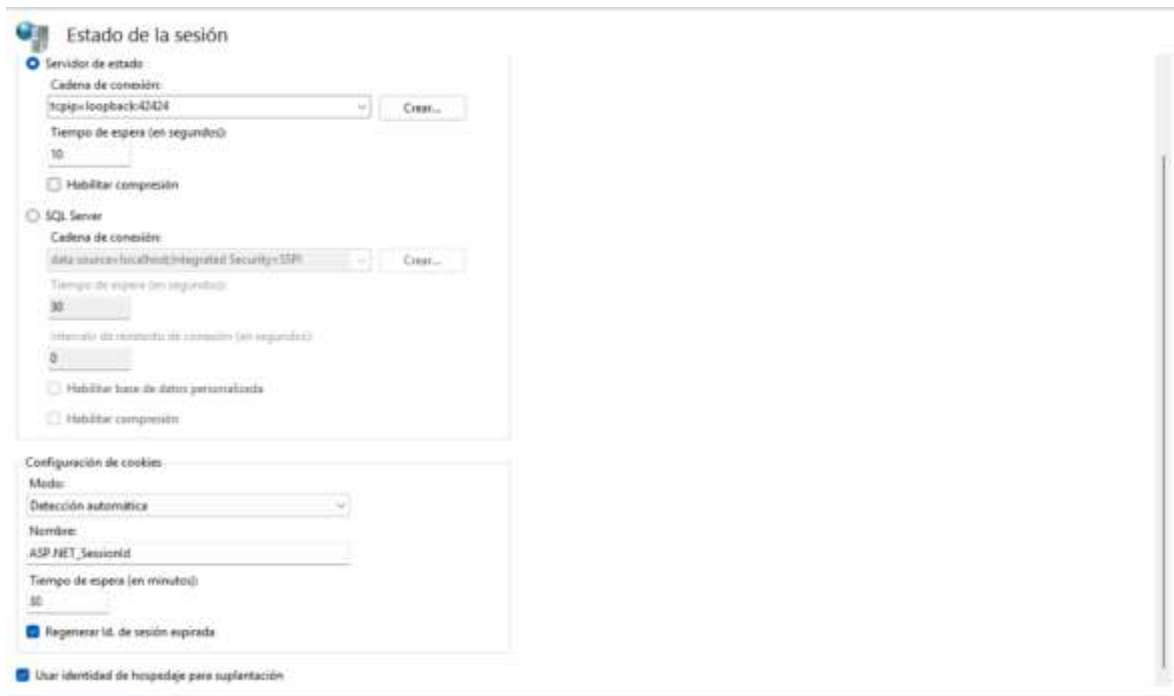 Estado de la sesión
Servidor de estado
Cadena de conexión:
tcpip=loopback:42424
Crear...
Tiempo de espera (en segundos):
10
Habilitar compresión
SQL Server
Cadena de conexión:
data source=localhost;Integrated Security=SSPI
Crear...
Tiempo de espera (en segundos):
30
Intervalo de reintento de conexión (en segundos):
0
Habilitar base de datos personalizada
Habilitar compresión
Configuración de cookies
Modo:
Detección automática
Nombre:
ASP.NET_SessionId
Tiempo de espera (en minutos):
Regenerar Id. de sesión expirada
Usar identidad de hospedaje para suplantación